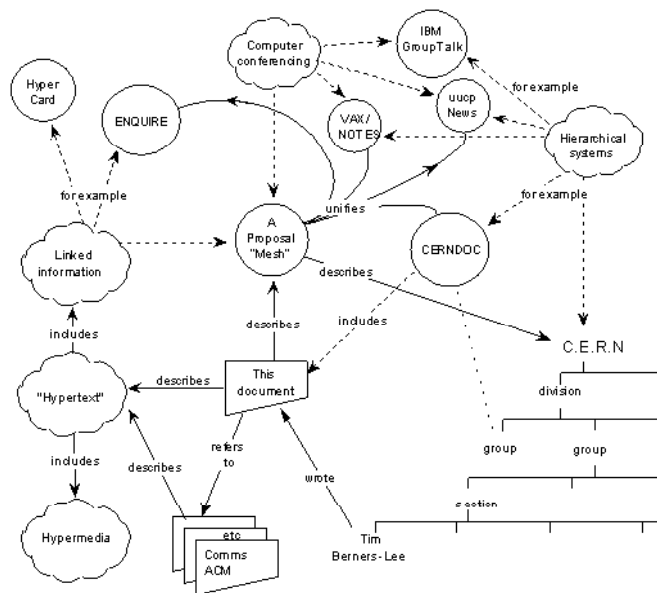 IBM
GroupTalk
Computer
conferencing
Hyper
Card
ENQUIRE
VAX/
NOTES
uucp
News
for example
Hierarchical
systems
for example
for example
unifies
A
Proposal
"Mesh"
CERNDOC
Linked
information
describes
includes
describes
includes
C.E.R.N
This
document
describes
"Hypertext"
division
refers
to
group
group
includes
describes
wrote
section
Hypermedia
etc
Comms
ACM
Tim
Berners-Lee